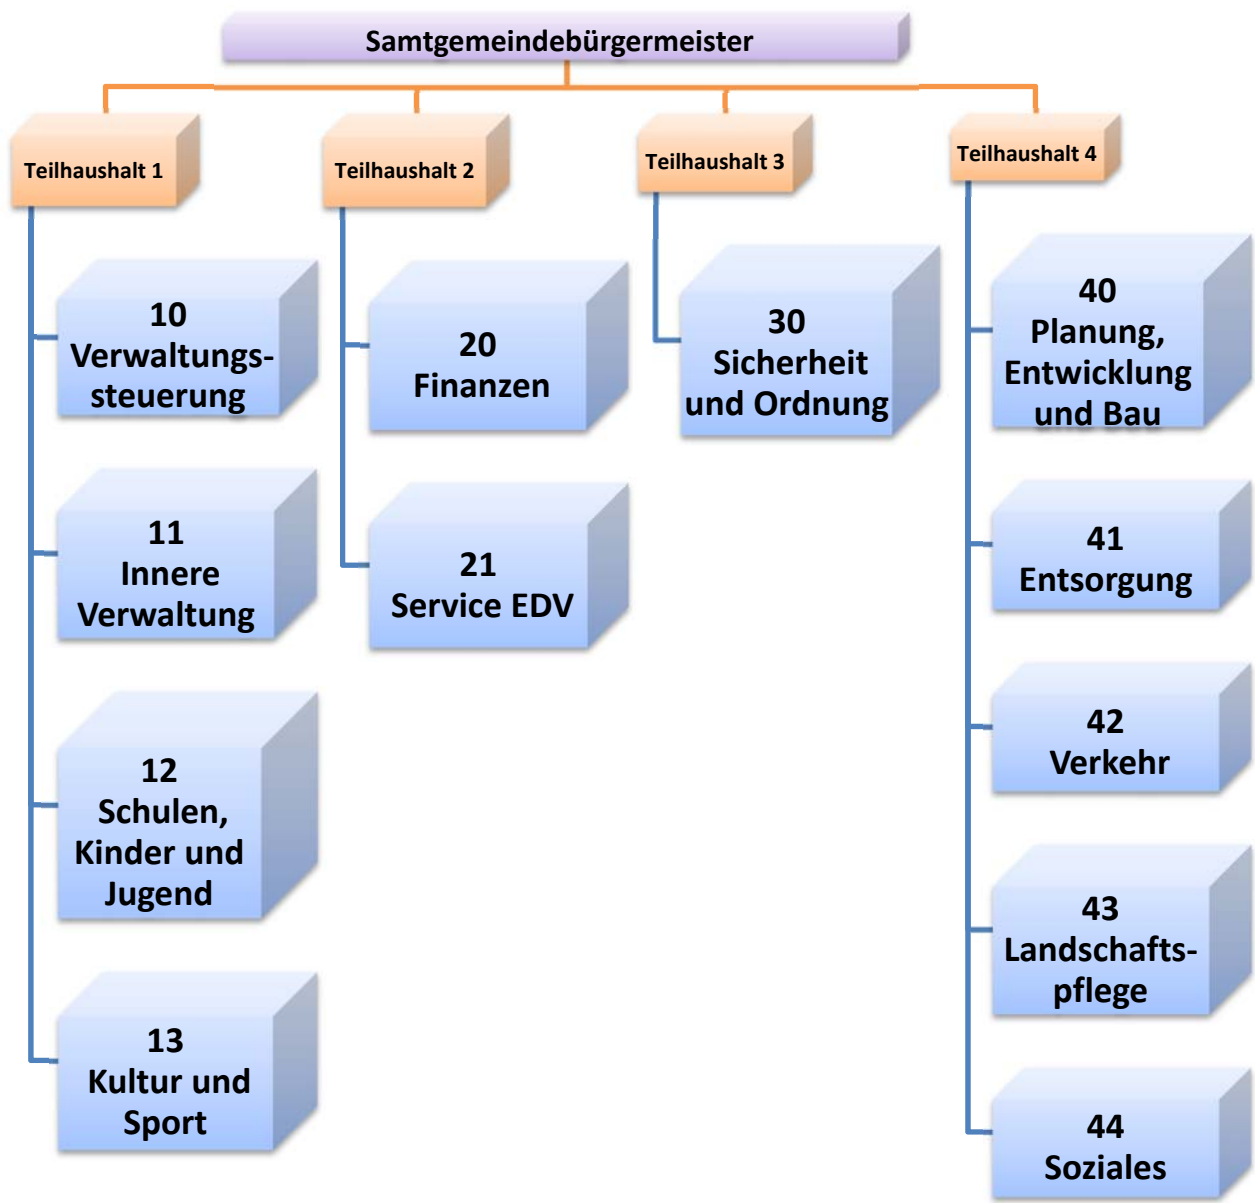 Samtgemeindebürgermeister
Teilhaushalt 1
10
Verwaltungs-
steuerung
11
Innere
Verwaltung
12
Schulen,
Kinder und
Jugend
13
Kultur und
Sport
Teilhaushalt 2
20
Finanzen
21
Service EDV
Teilhaushalt 3
30
Sicherheit
und Ordnung
Teilhaushalt 4
40
Planung,
Entwicklung
und Bau
41
Entsorgung
42
Verkehr
43
Landschafts-
pflege
44
Soziales